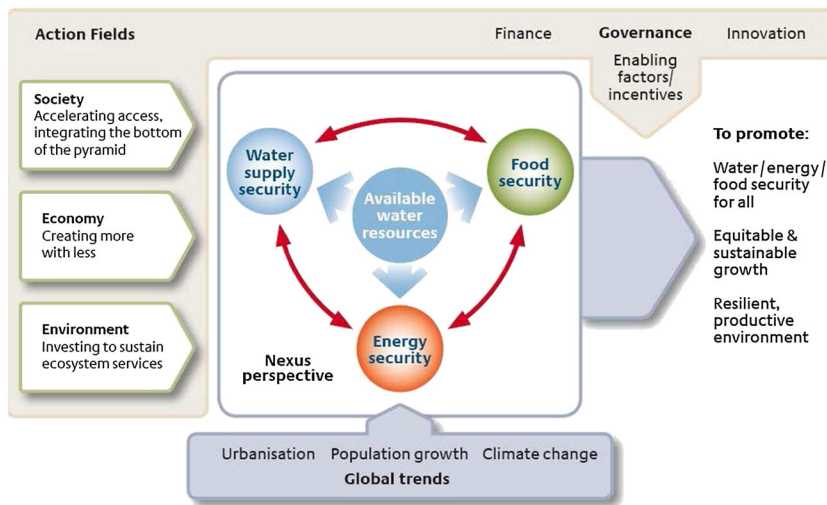 Action Fields
Finance
Governance
Innovation
Enabling
factors/
incentives
Society
Accelerating access,
integrating the bottom
of the pyramid
Economy
Creating more
with less
Environment
Investing to sustain
ecosystem services
Water
supply
security
Food
security
Available
water
resources
Energy
security
Nexus
perspective
To promote:
Water/energy/
food security
for all
Equitable &
sustainable
growth
Resilient,
productive
environment
Urbanisation Population growth Climate change
Global trends